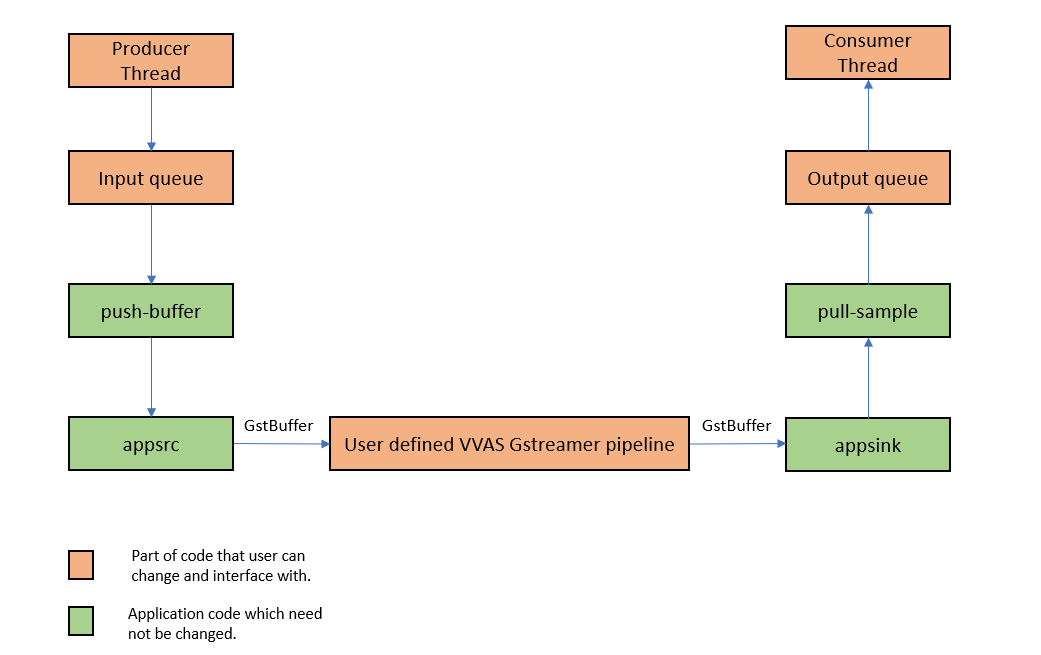 Producer
Thread
Consumer
Thread
Input queue
Output queue
push-buffer
pull-sample
appsrc
GstBuffer
User defined VVAS Gstreamer pipeline
GstBuffer
appsink
Part of code that user can
change and interface with.
Application code which need
not be changed.